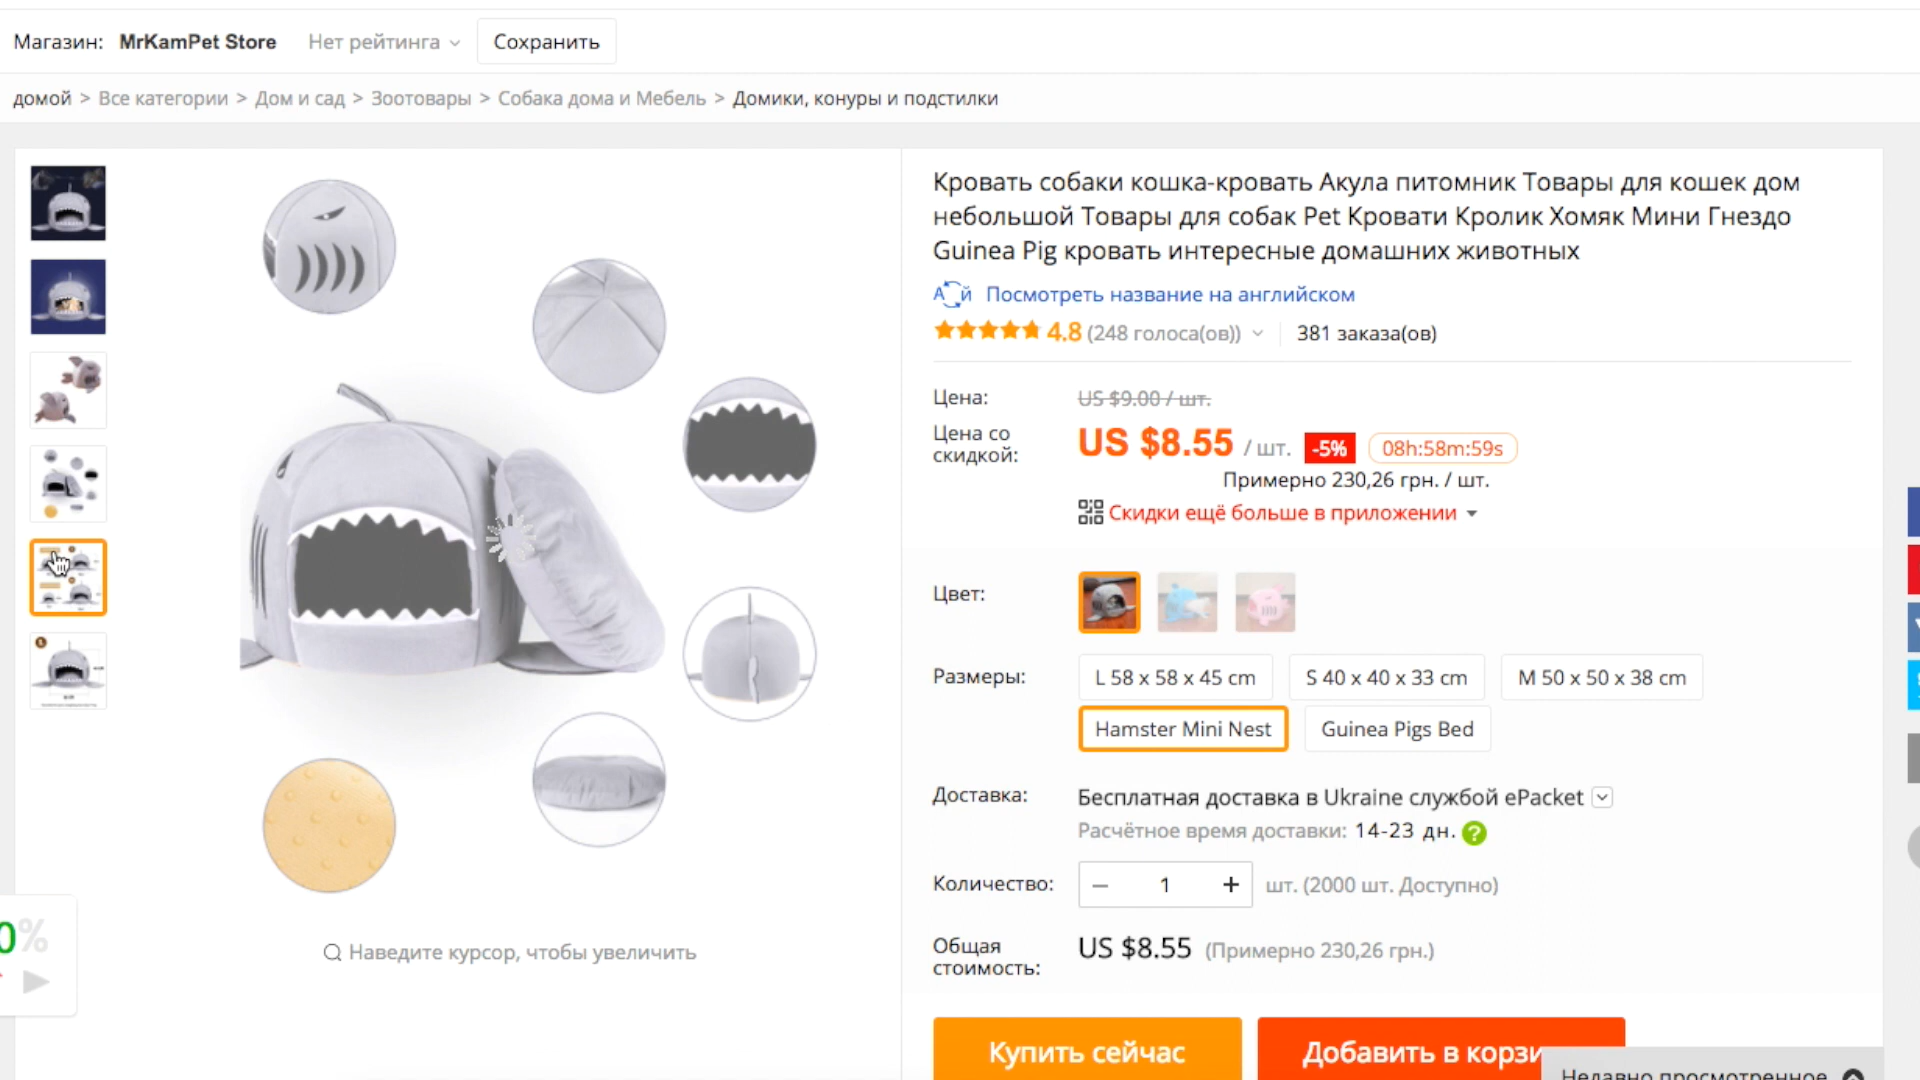 Магазин: MrKamPet Store Нет рейтинга Сохранить
домой > Все категории > Дом и сад > Зоотовары > Собака дома и Мебель > Домики, конуры и подстилки
Кровать собаки кошка-кровать Акула питомник Товары для кошек дом
небольшой Товары для собак Pet Кровати Кролик Хомяк Мини Гнездо
Guinea Pig кровать интересные домашних животных
Посмотреть название на английском
4.8 (248 голоса(ов)) 381 заказа(ов)
Цена: US $9.00 / шт.
Цена со
скидкой: US $8.55 / шт. -5% 08h:58m:59s
Примерно 230,26 грн. / шт.
Скидки ещё больше в приложении
Цвет:
Размеры: L 58 x 58 x 45 cm S 40 x 40 x 33 cm M 50 x 50 x 38 cm
Hamster Mini Nest Guinea Pigs Bed
Доставка: Бесплатная доставка в Ukraine службой ePacket
Расчётное время доставки: 14-23 дн. ?
Количество: − 1 + шт. (2000 шт. Доступно)
Общая
стоимость: US $8.55 (Примерно 230,26 грн.)
0%
Наведите курсор, чтобы увеличить
Купить сейчас Добавить в корзи
Недавно просмотренное